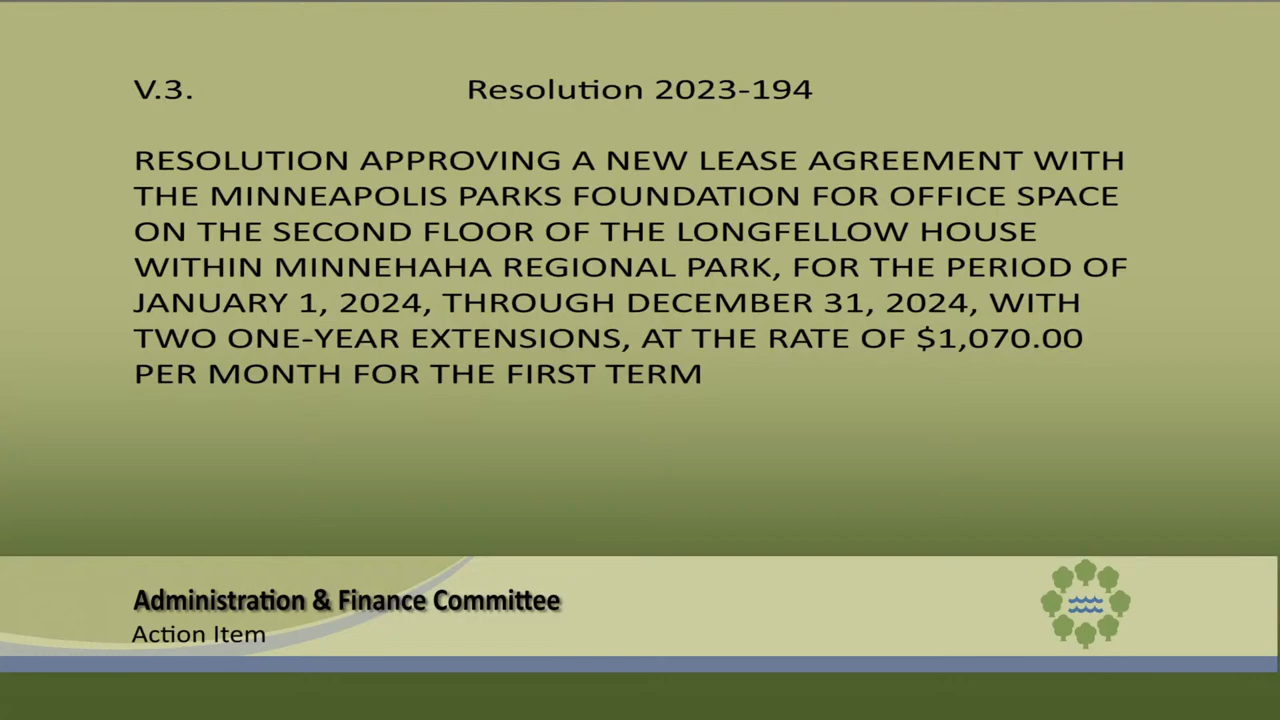 V.3.
Resolution 2023-194
RESOLUTION APPROVING A NEW LEASE AGREEMENT WITH
THE MINNEAPOLIS PARKS FOUNDATION FOR OFFICE SPACE
ON THE SECOND FLOOR OF THE LONGFELLOW HOUSE
WITHIN MINNEHAHA REGIONAL PARK, FOR THE PERIOD OF
JANUARY 1, 2024, THROUGH DECEMBER 31, 2024, WITH
TWO ONE-YEAR EXTENSIONS, AT THE RATE OF $1,070.00
PER MONTH FOR THE FIRST TERM
Administration & Finance Committee
Action Item